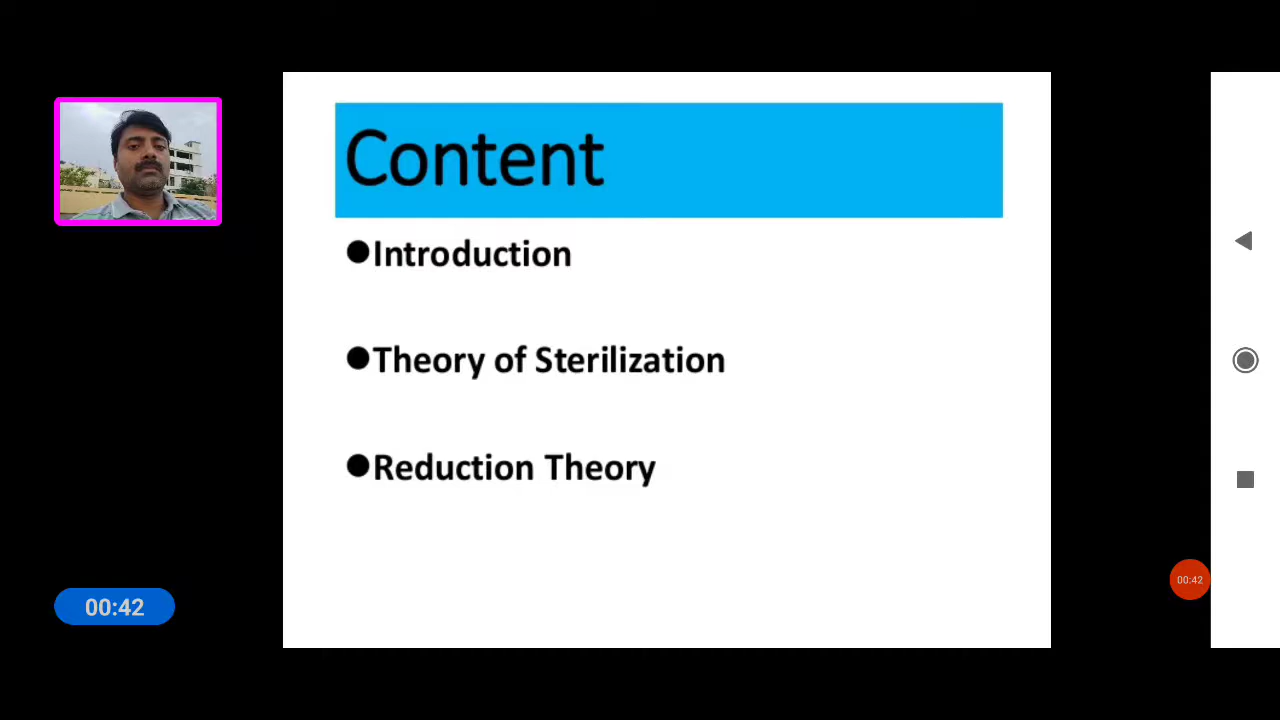 Content
●Introduction
●Theory of Sterilization
●Reduction Theory
00:42
00:42